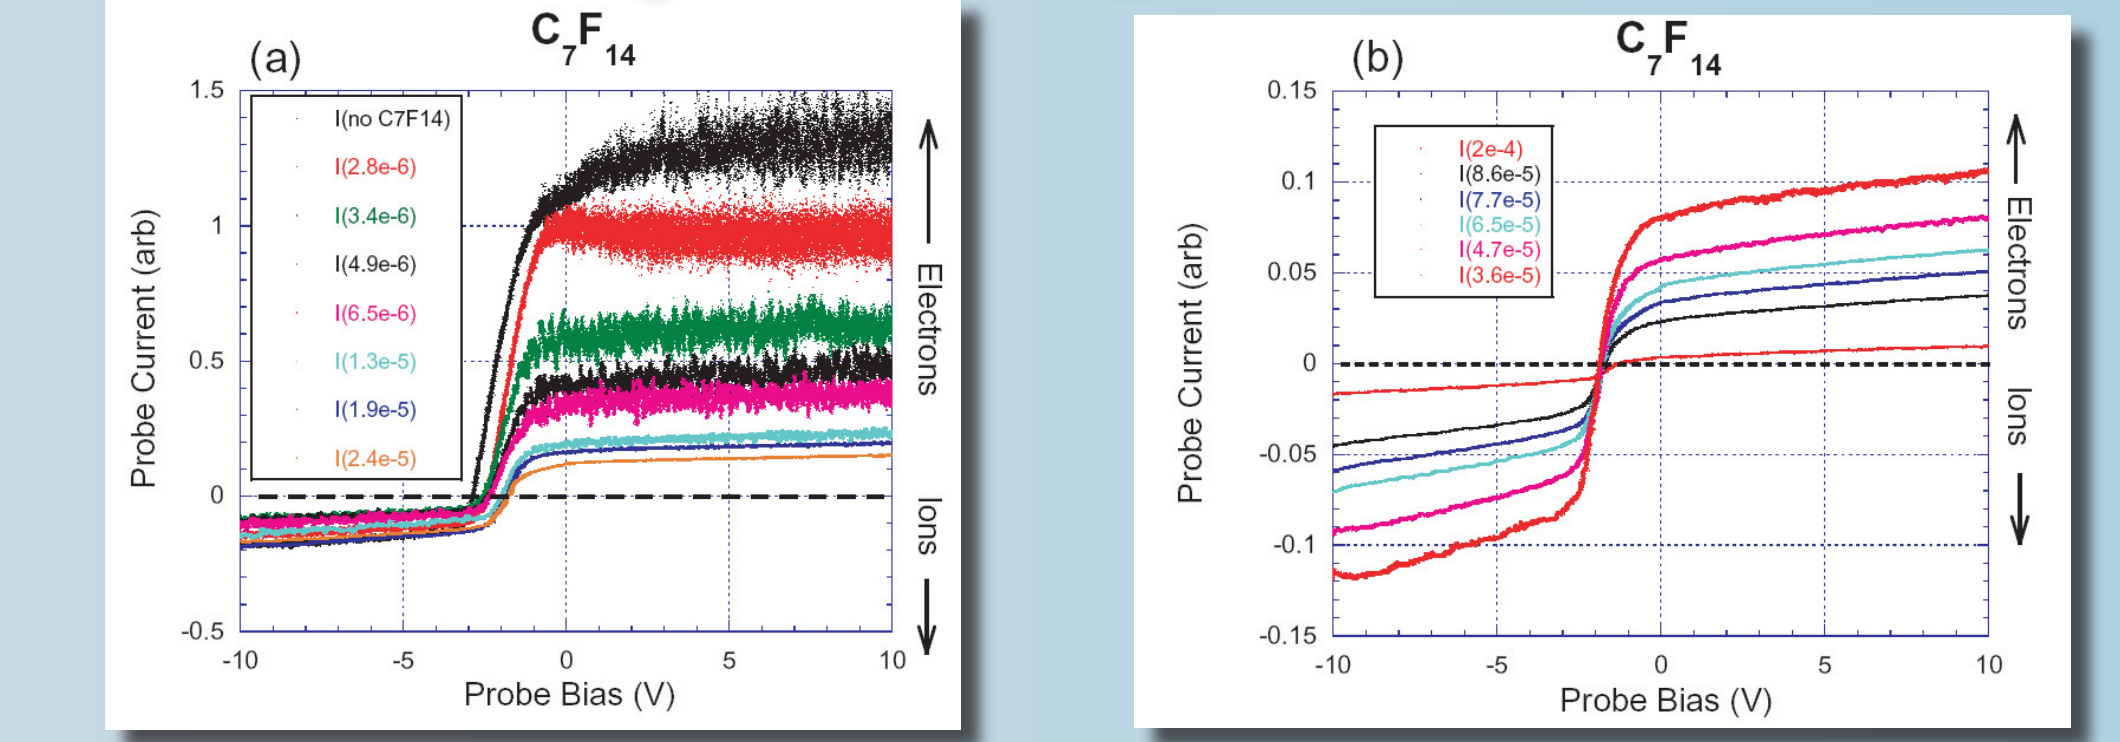 (a)
C7F14
1.5
1
0.5
0
-0.5
-10
-5
0
5
10
Probe Bias (V)
Probe Current (arb)
I(no C7F14)
I(2.8e-6)
I(3.4e-6)
I(4.9e-6)
I(6.5e-6)
I(1.3e-5)
I(1.9e-5)
I(2.4e-5)
Electrons
Ions
(b)
C7F14
0.15
0.1
0.05
0
-0.05
-0.1
-0.15
-10
-5
0
5
10
Probe Bias (V)
Probe Current (arb)
I(2e-4)
I(8.6e-5)
I(7.7e-5)
I(6.5e-5)
I(4.7e-5)
I(3.6e-5)
Electrons
Ions